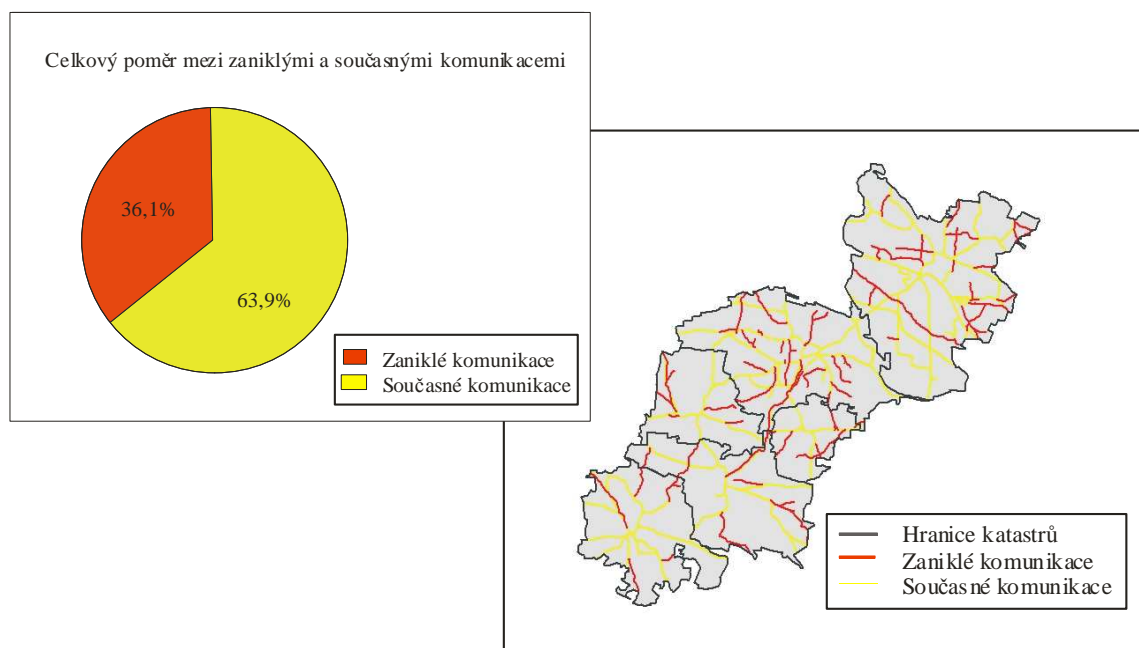 Celkový poměr mezi zaniklými a současnými komunikacemi
36,1%
63,9%
Zaniklé komunikace
Současné komunikace
Hranice katastrů
Zaniklé komunikace
Současné komunikace